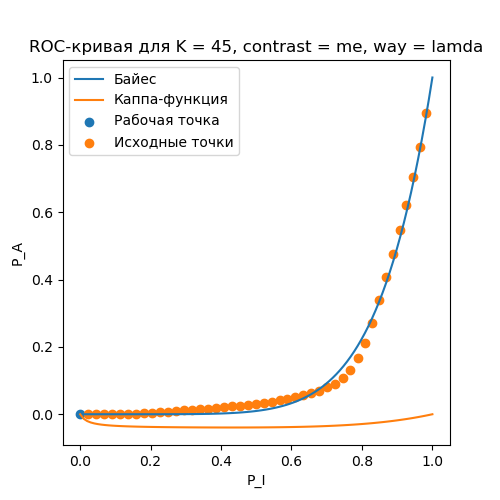 ROC-кривая для K = 45, contrast = me, way = lamda
Байес
Каппа-функция
Рабочая точка
Исходные точки
1.0
0.8
0.6
0.4
0.2
0.0
P_A
0.0 0.2 0.4 0.6 0.8 1.0
P_I